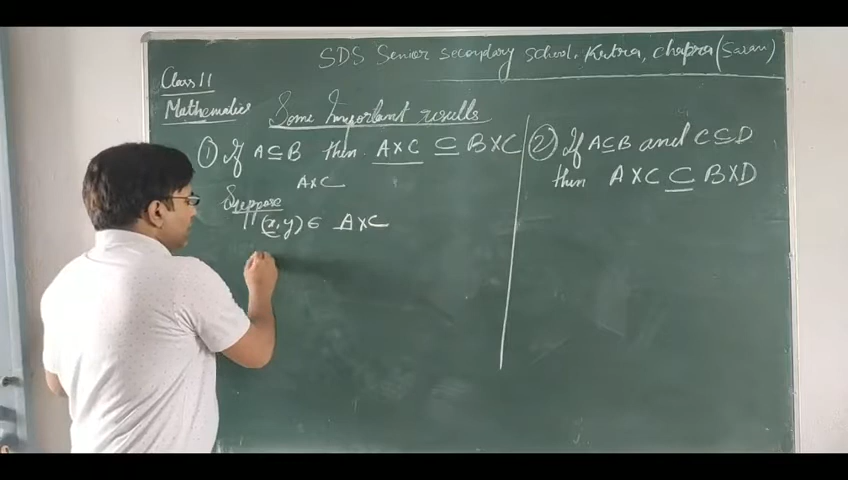 SDS Senior secondary school, Kutra, chapra (Saran)
Class 11
Mathematics
Some Important results
① If A⊆B then A×C ⊆ B×C
A×C
Suppose
(x,y) ∈ A×C
② If A⊆B and C⊆D
then A×C ⊆ B×D